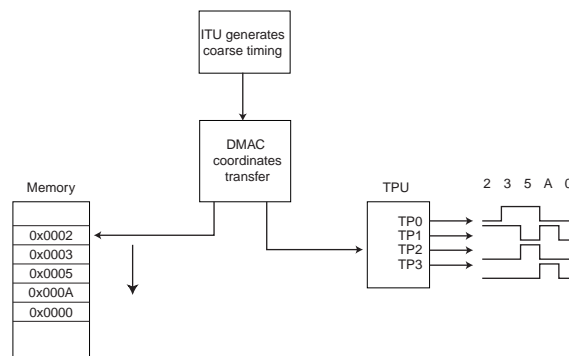 ITU generates
coarse timing
DMAC
coordinates
transfer
Memory
0x0002
0x0003
0x0005
0x000A
0x0000
TPU
TP0
TP1
TP2
TP3
2 3 5 A 0